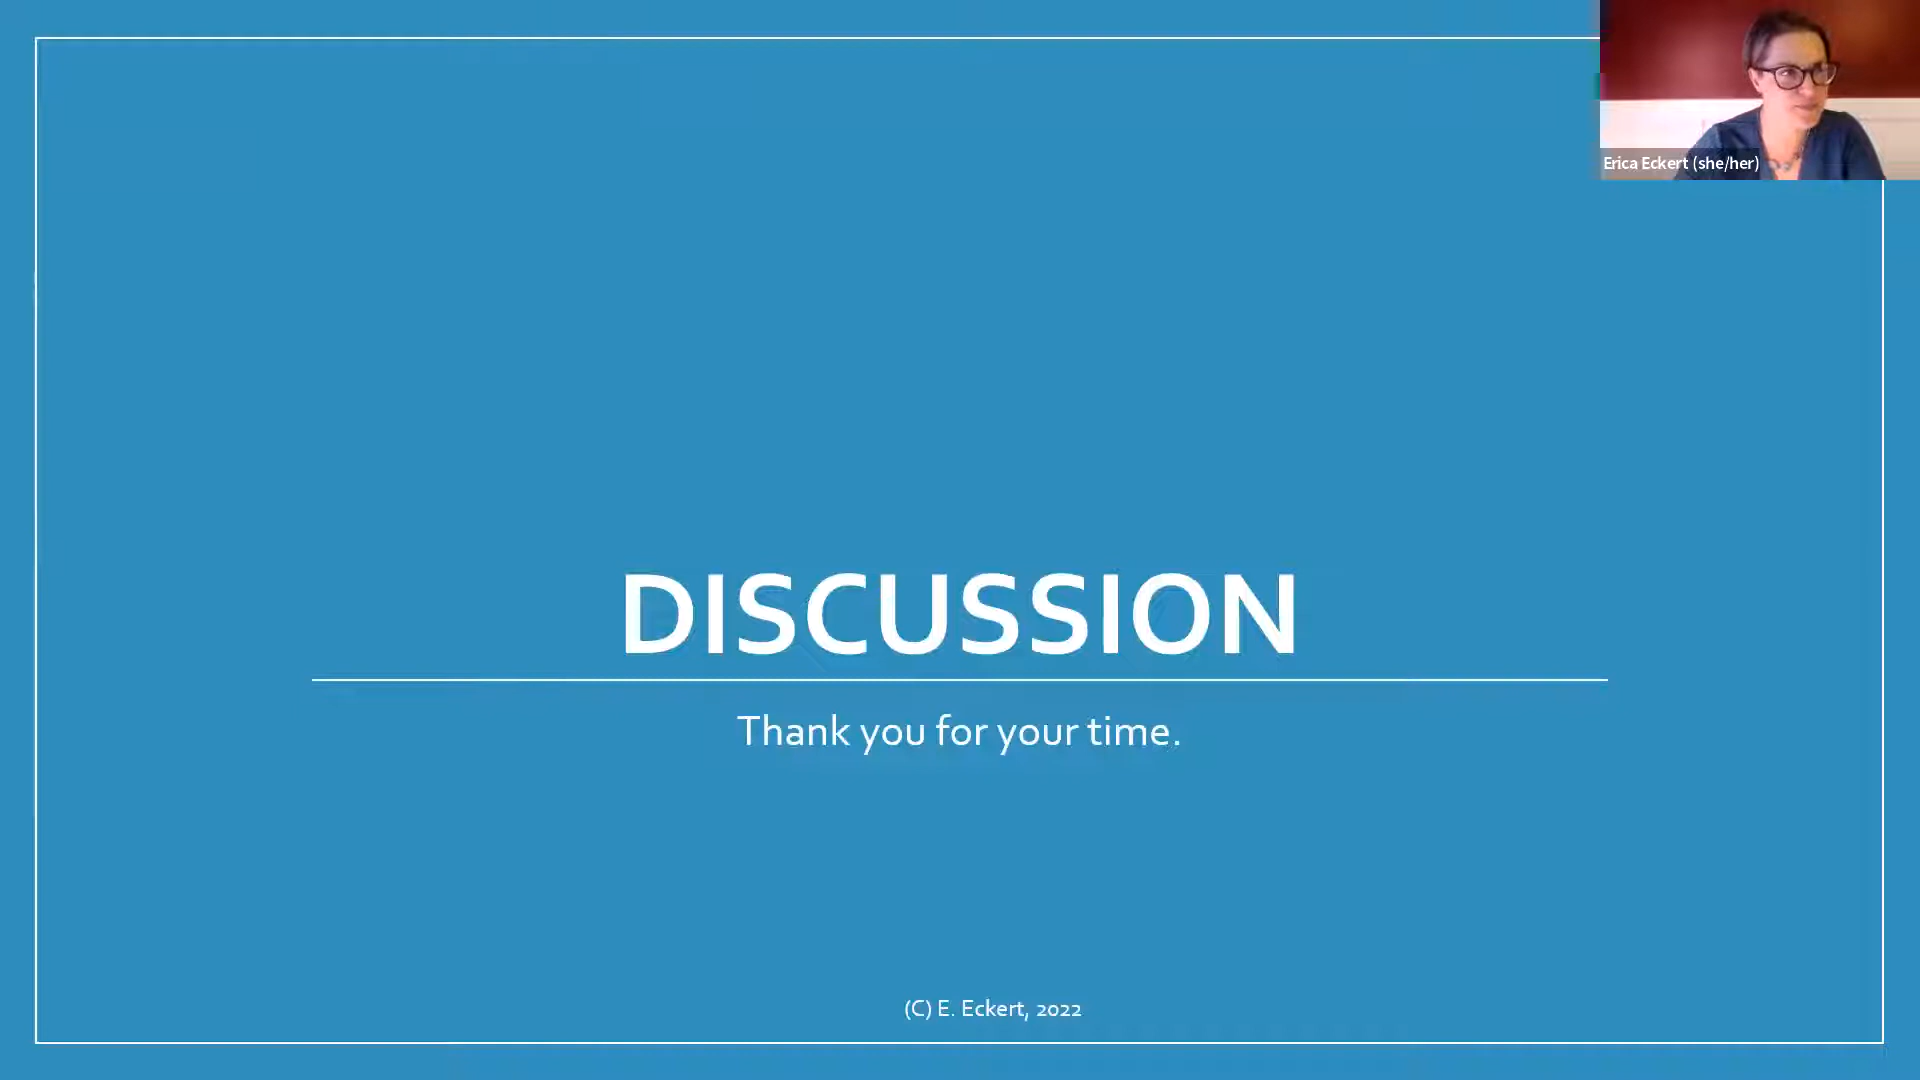 Erica Eckert (she/her)
DISCUSSION
Thank you for your time.
(C) E. Eckert, 2022